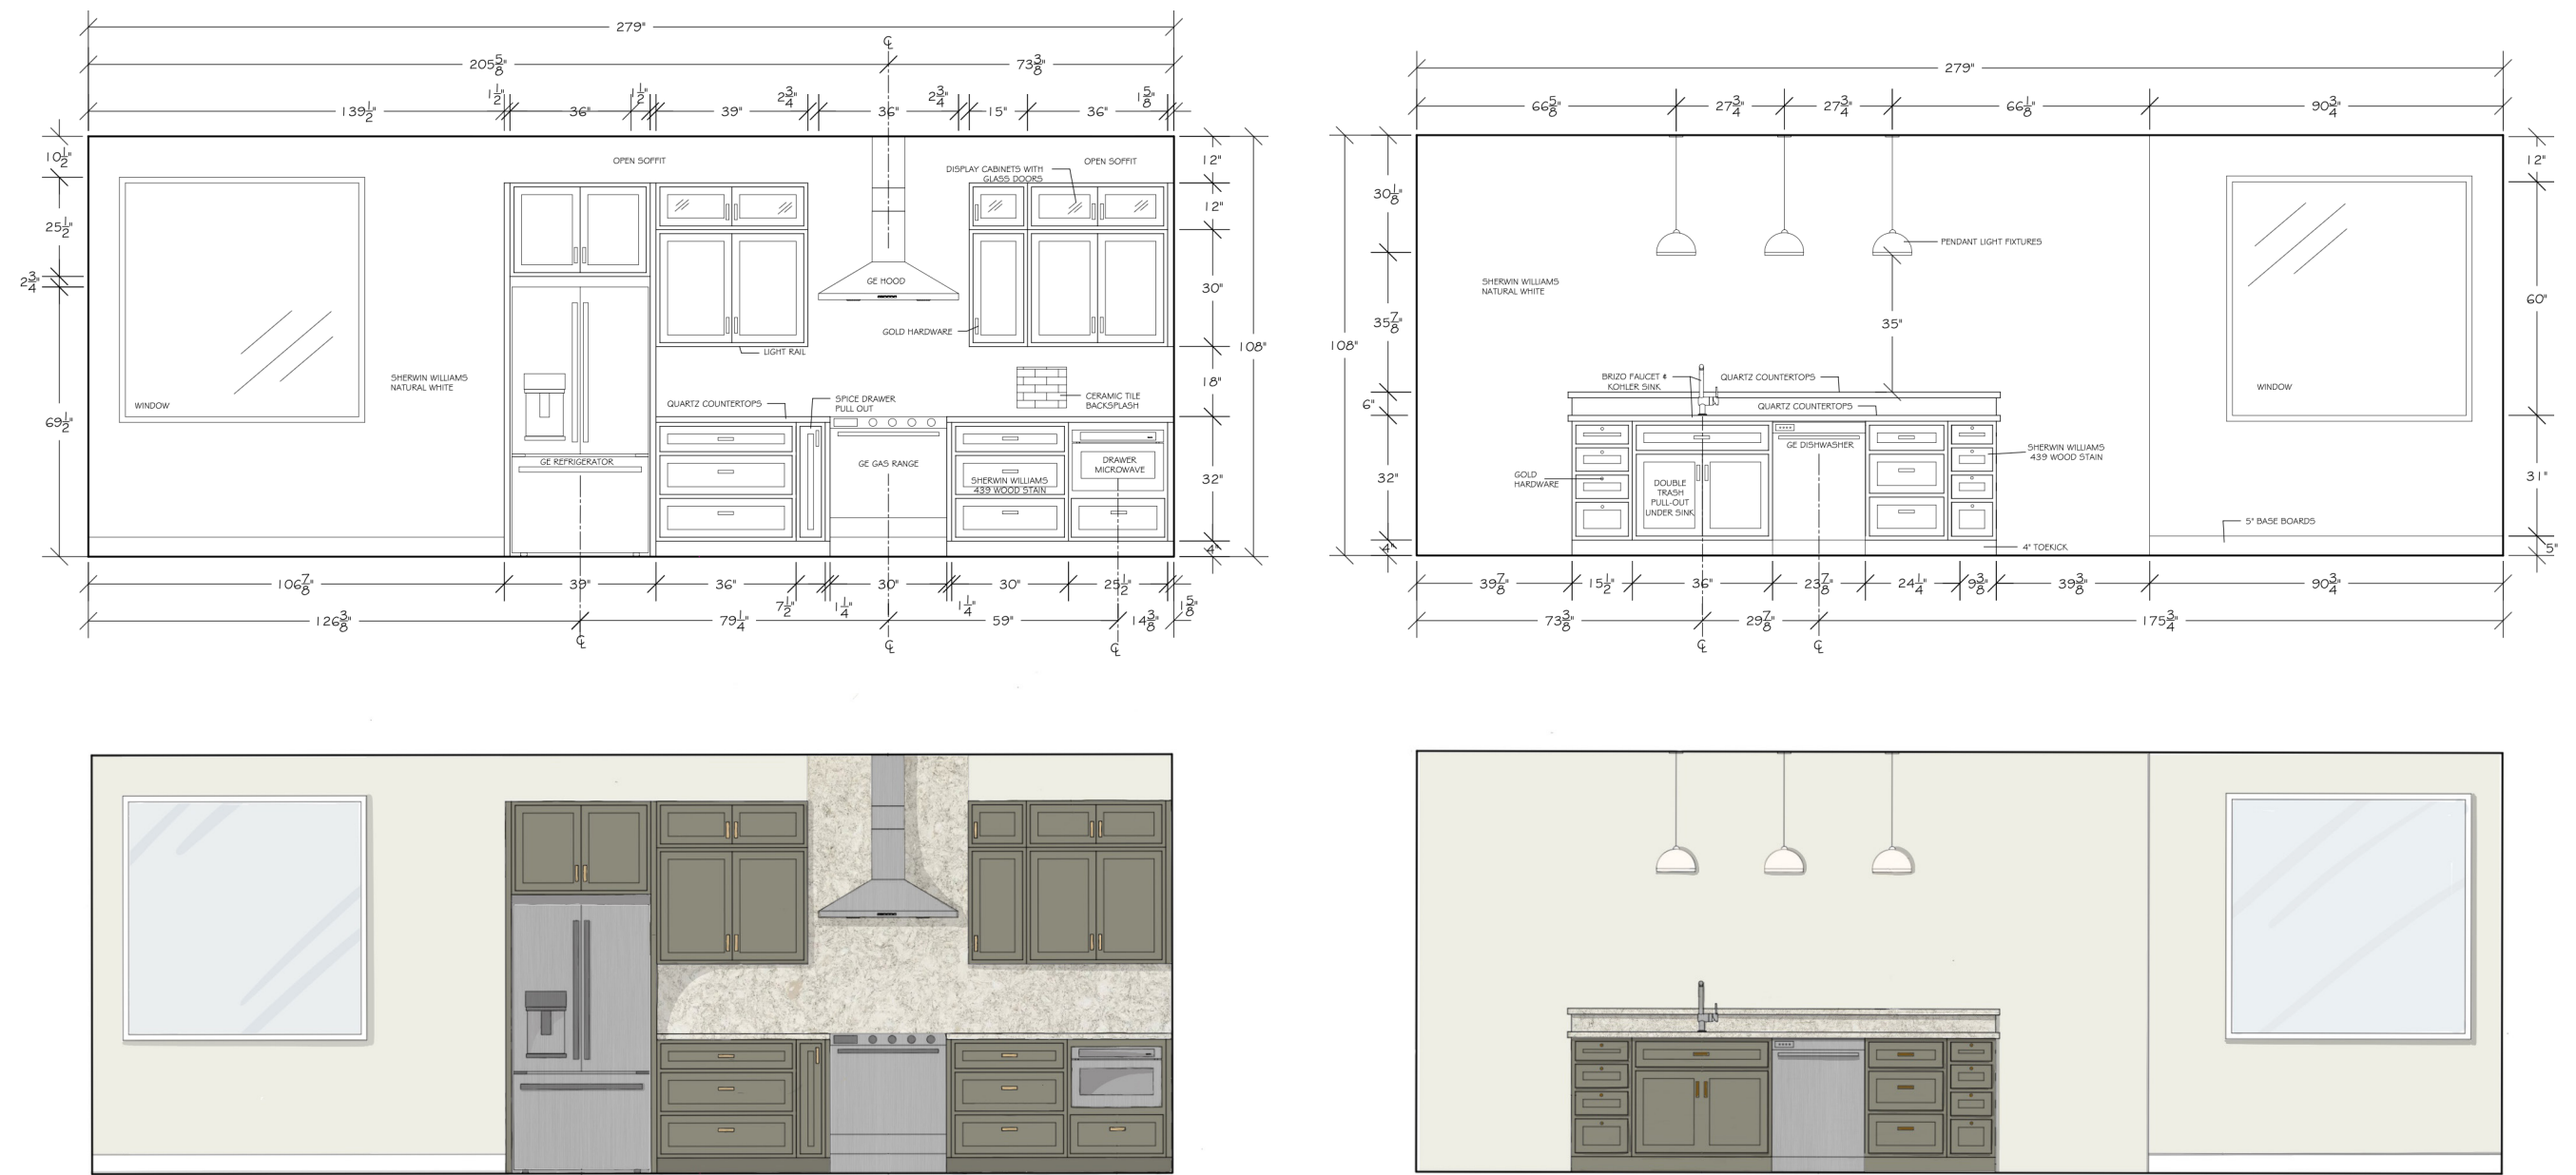 279"
205 5/8"
73 3/8"
139 1/2"
1 1/2"
36"
1 1/2"
39"
2 3/4"
36"
2 3/4"
15"
36"
1 5/8"
10 1/2"
25 1/2"
2 3/4"
69 1/2"
OPEN SOFFIT
DISPLAY CABINETS WITH
GLASS DOORS
OPEN SOFFIT
GE HOOD
GOLD HARDWARE
LIGHT RAIL
SHERWIN WILLIAMS
NATURAL WHITE
WINDOW
QUARTZ COUNTERTOPS
SPICE DRAWER
PULL OUT
CERAMIC TILE
BACKSPLASH
GE REFRIGERATOR
GE GAS RANGE
SHERWIN WILLIAMS
439 WOOD STAIN
DRAWER
MICROWAVE
12"
12"
30"
18"
32"
4"
108"
106 7/8"
39"
36"
7 1/2"
1 1/4"
30"
1 1/4"
30"
25 1/2"
1 5/8"
126 3/8"
79 1/4"
59"
14 3/8"
279"
66 5/8"
27 3/4"
27 3/4"
66 1/8"
90 3/4"
108"
30 1/8"
35 7/8"
6"
32"
4"
PENDANT LIGHT FIXTURES
SHERWIN WILLIAMS
NATURAL WHITE
35"
BRIZO FAUCET &
KOHLER SINK
QUARTZ COUNTERTOPS
QUARTZ COUNTERTOPS
WINDOW
GE DISHWASHER
SHERWIN WILLIAMS
439 WOOD STAIN
GOLD
HARDWARE
DOUBLE
TRASH
PULL-OUT
UNDER SINK
5" BASE BOARDS
4" TOEKICK
12"
60"
31"
5"
39 7/8"
15 1/2"
36"
23 7/8"
24 1/4"
9 3/8"
39 3/8"
90 3/4"
73 3/8"
29 7/8"
175 3/4"